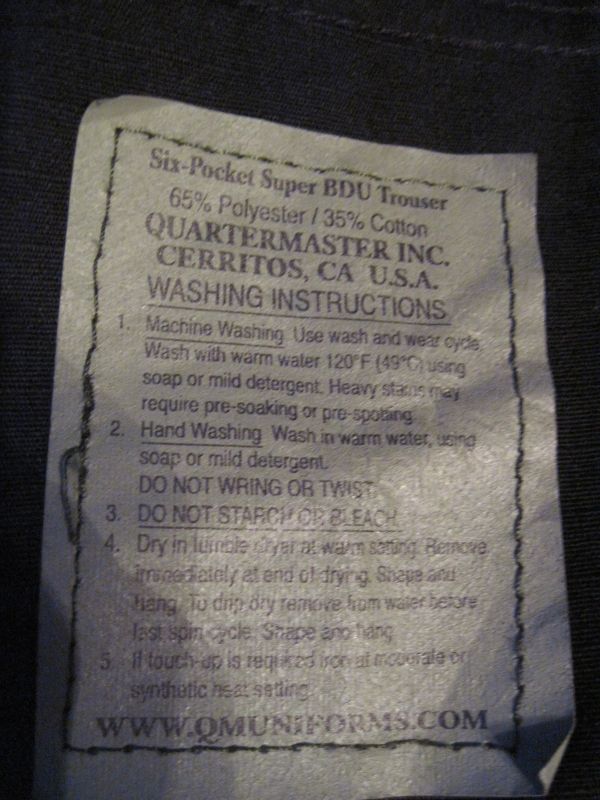 Six-Pocket Super BDU Trouser
65% Polyester / 35% Cotton
QUARTERMASTER INC.
CERRITOS, CA U.S.A.
WASHING INSTRUCTIONS
1. Machine Washing Use wash and wear cycle.
Wash with warm water 120°F (49°C) using
soap or mild detergent. Heavy stains may
require pre-soaking or pre-spotting.
2. Hand Washing Wash in warm water, using
soap or mild detergent.
DO NOT WRING OR TWIST
3. DO NOT STARCH OR BLEACH
4. Dry in tumble dryer at warm setting. Remove
immediately at end of drying. Shape and
hang. To drip dry remove from water before
last spin cycle. Shape and hang
5. If touch-up is required iron at moderate or
synthetic heat setting.
WWW.QMUNIFORMS.COM